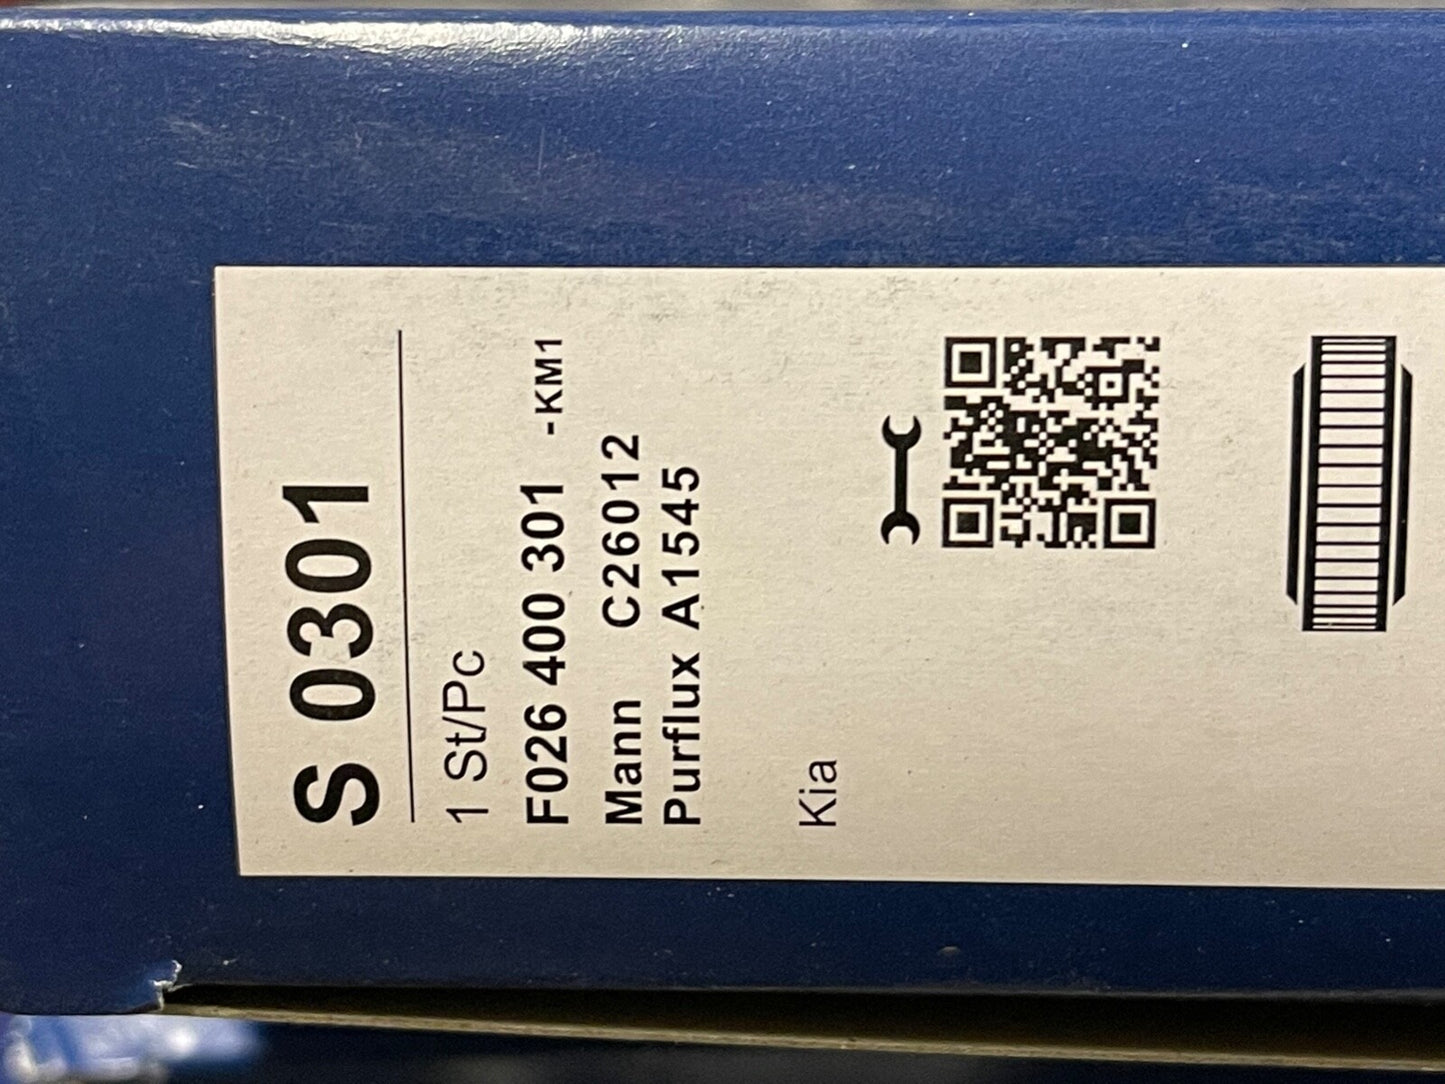 S 0301
1 St/Pc
F026 400 301 -KM1
Mann C26012
Purflux A1545
Kia